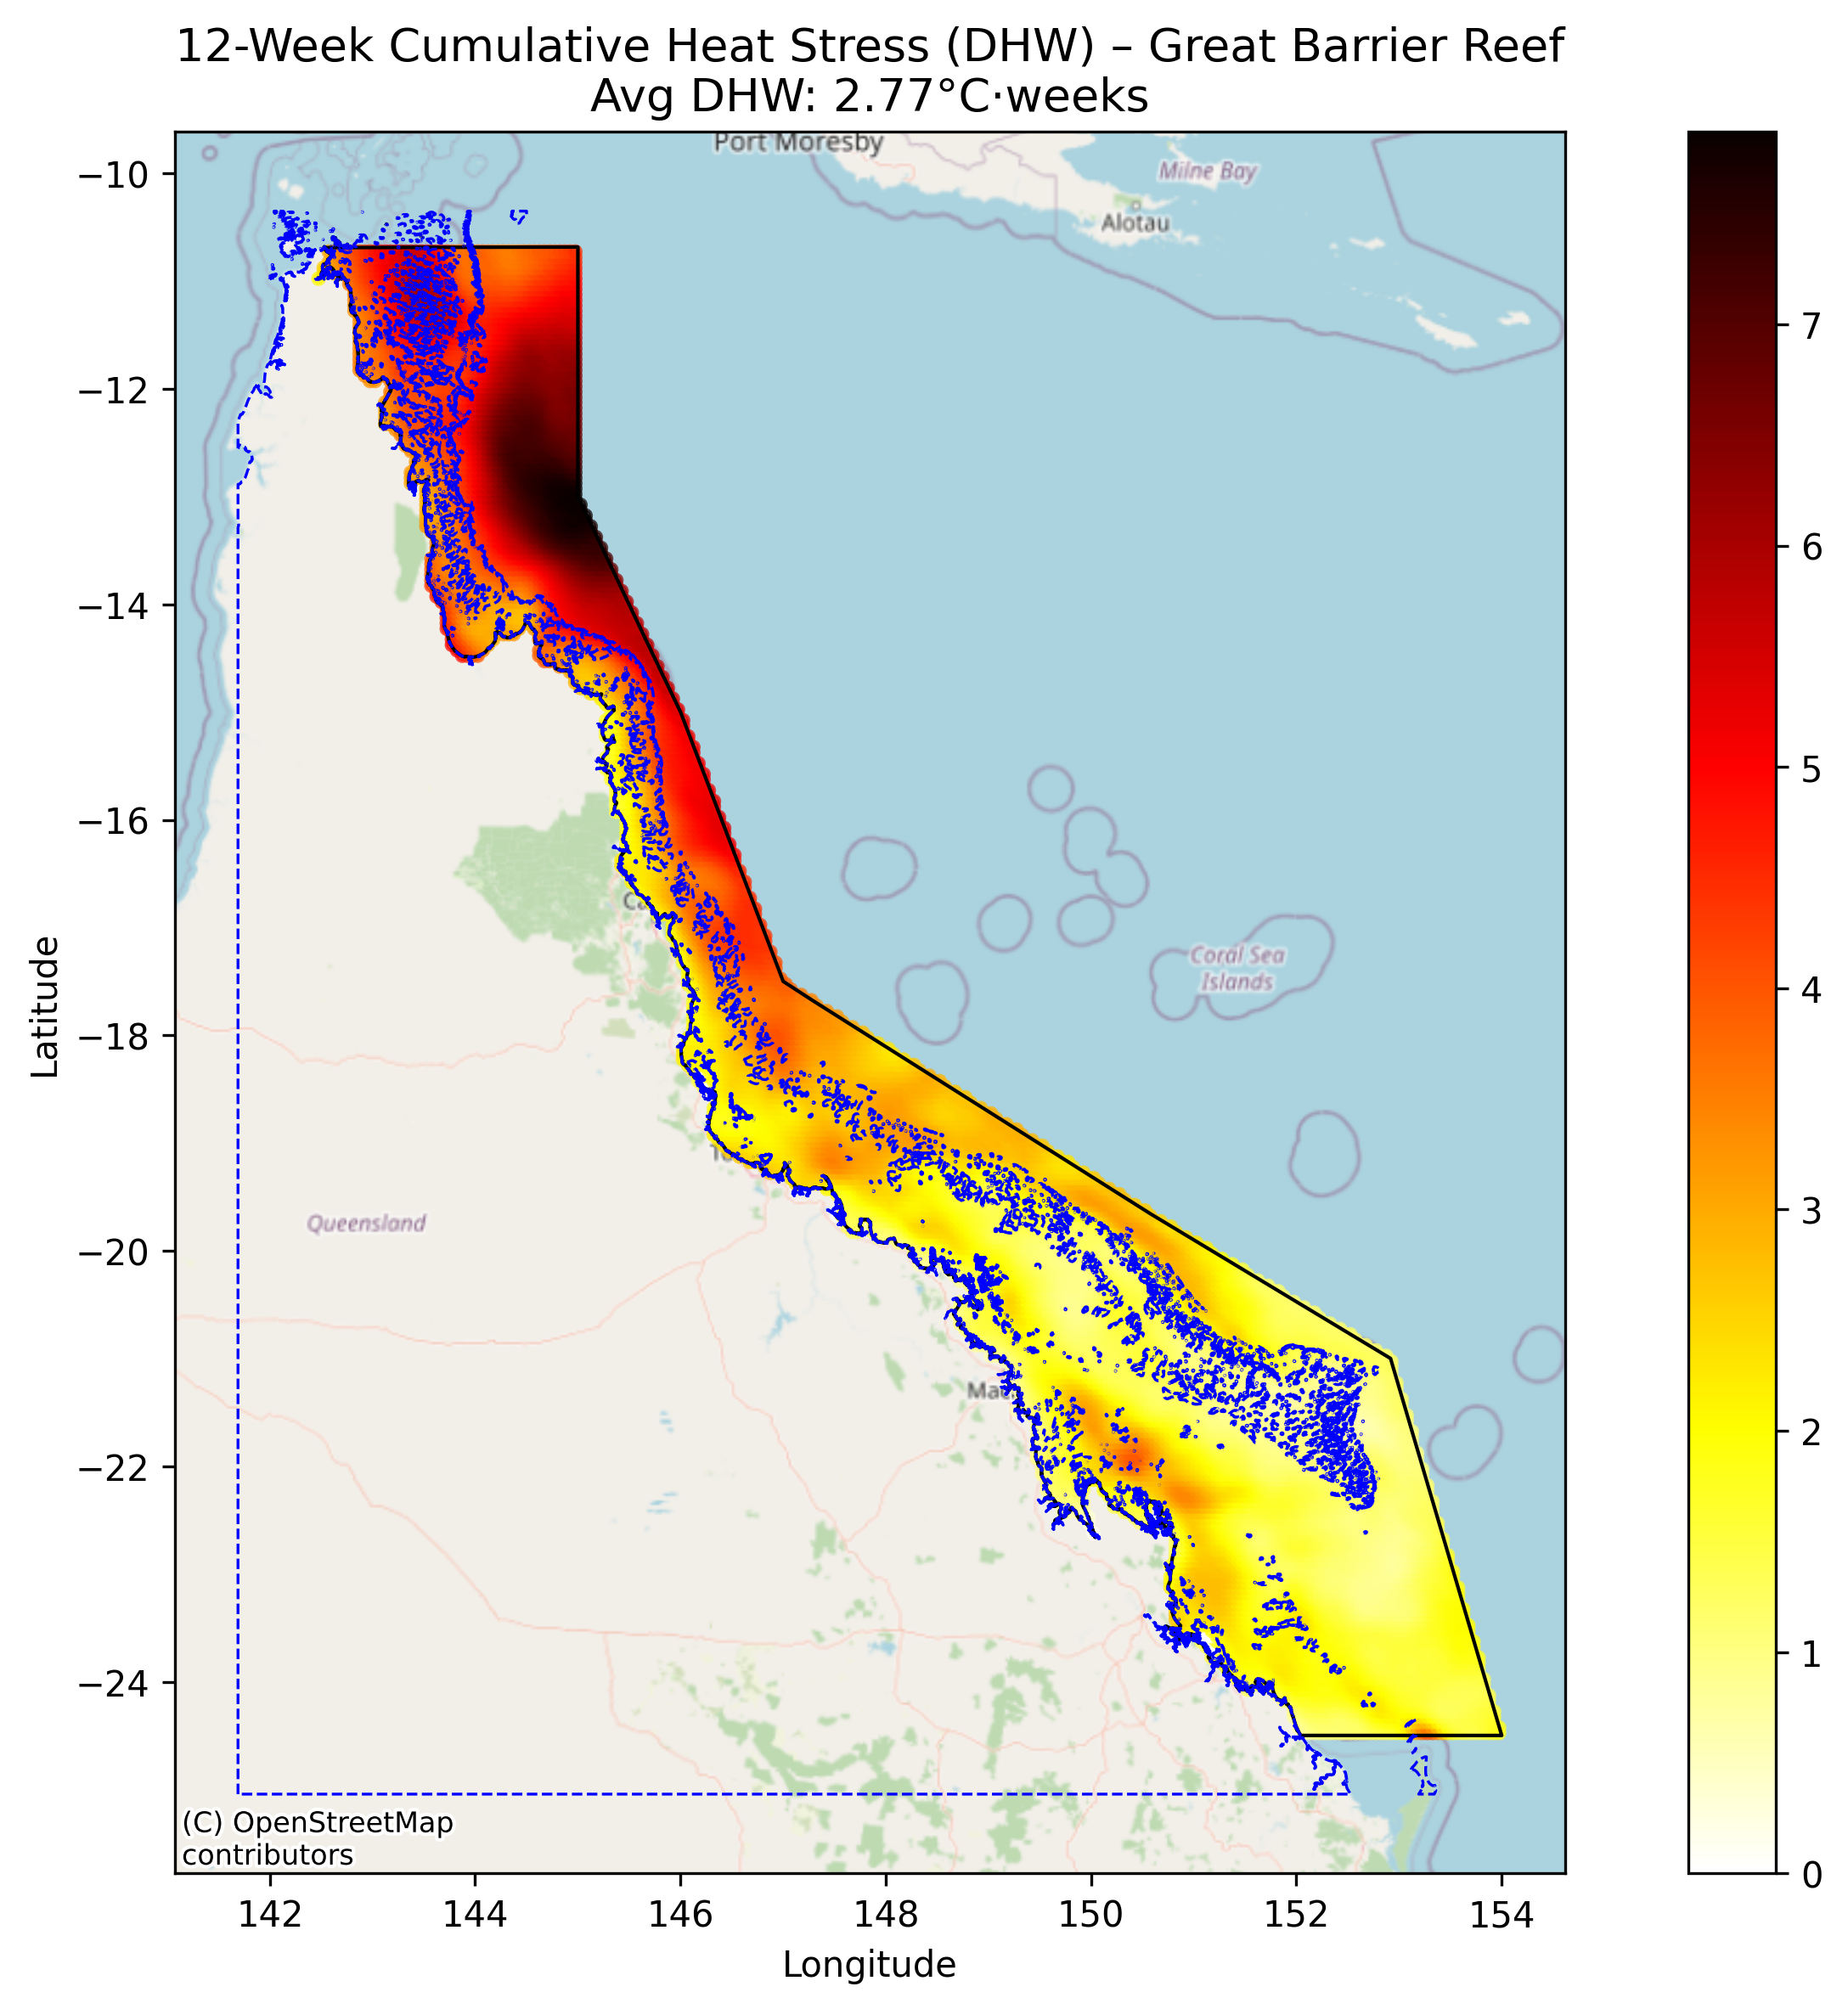 12-Week Cumulative Heat Stress (DHW) – Great Barrier Reef
Avg DHW: 2.77°C·weeks
Port Moresby
Milne Bay
Alotau
Coral Sea
Islands
Queensland
−10
−12
−14
−16
−18
−20
−22
−24
Latitude
142
144
146
148
150
152
154
Longitude
7
6
5
4
3
2
1
0
(C) OpenStreetMap
contributors